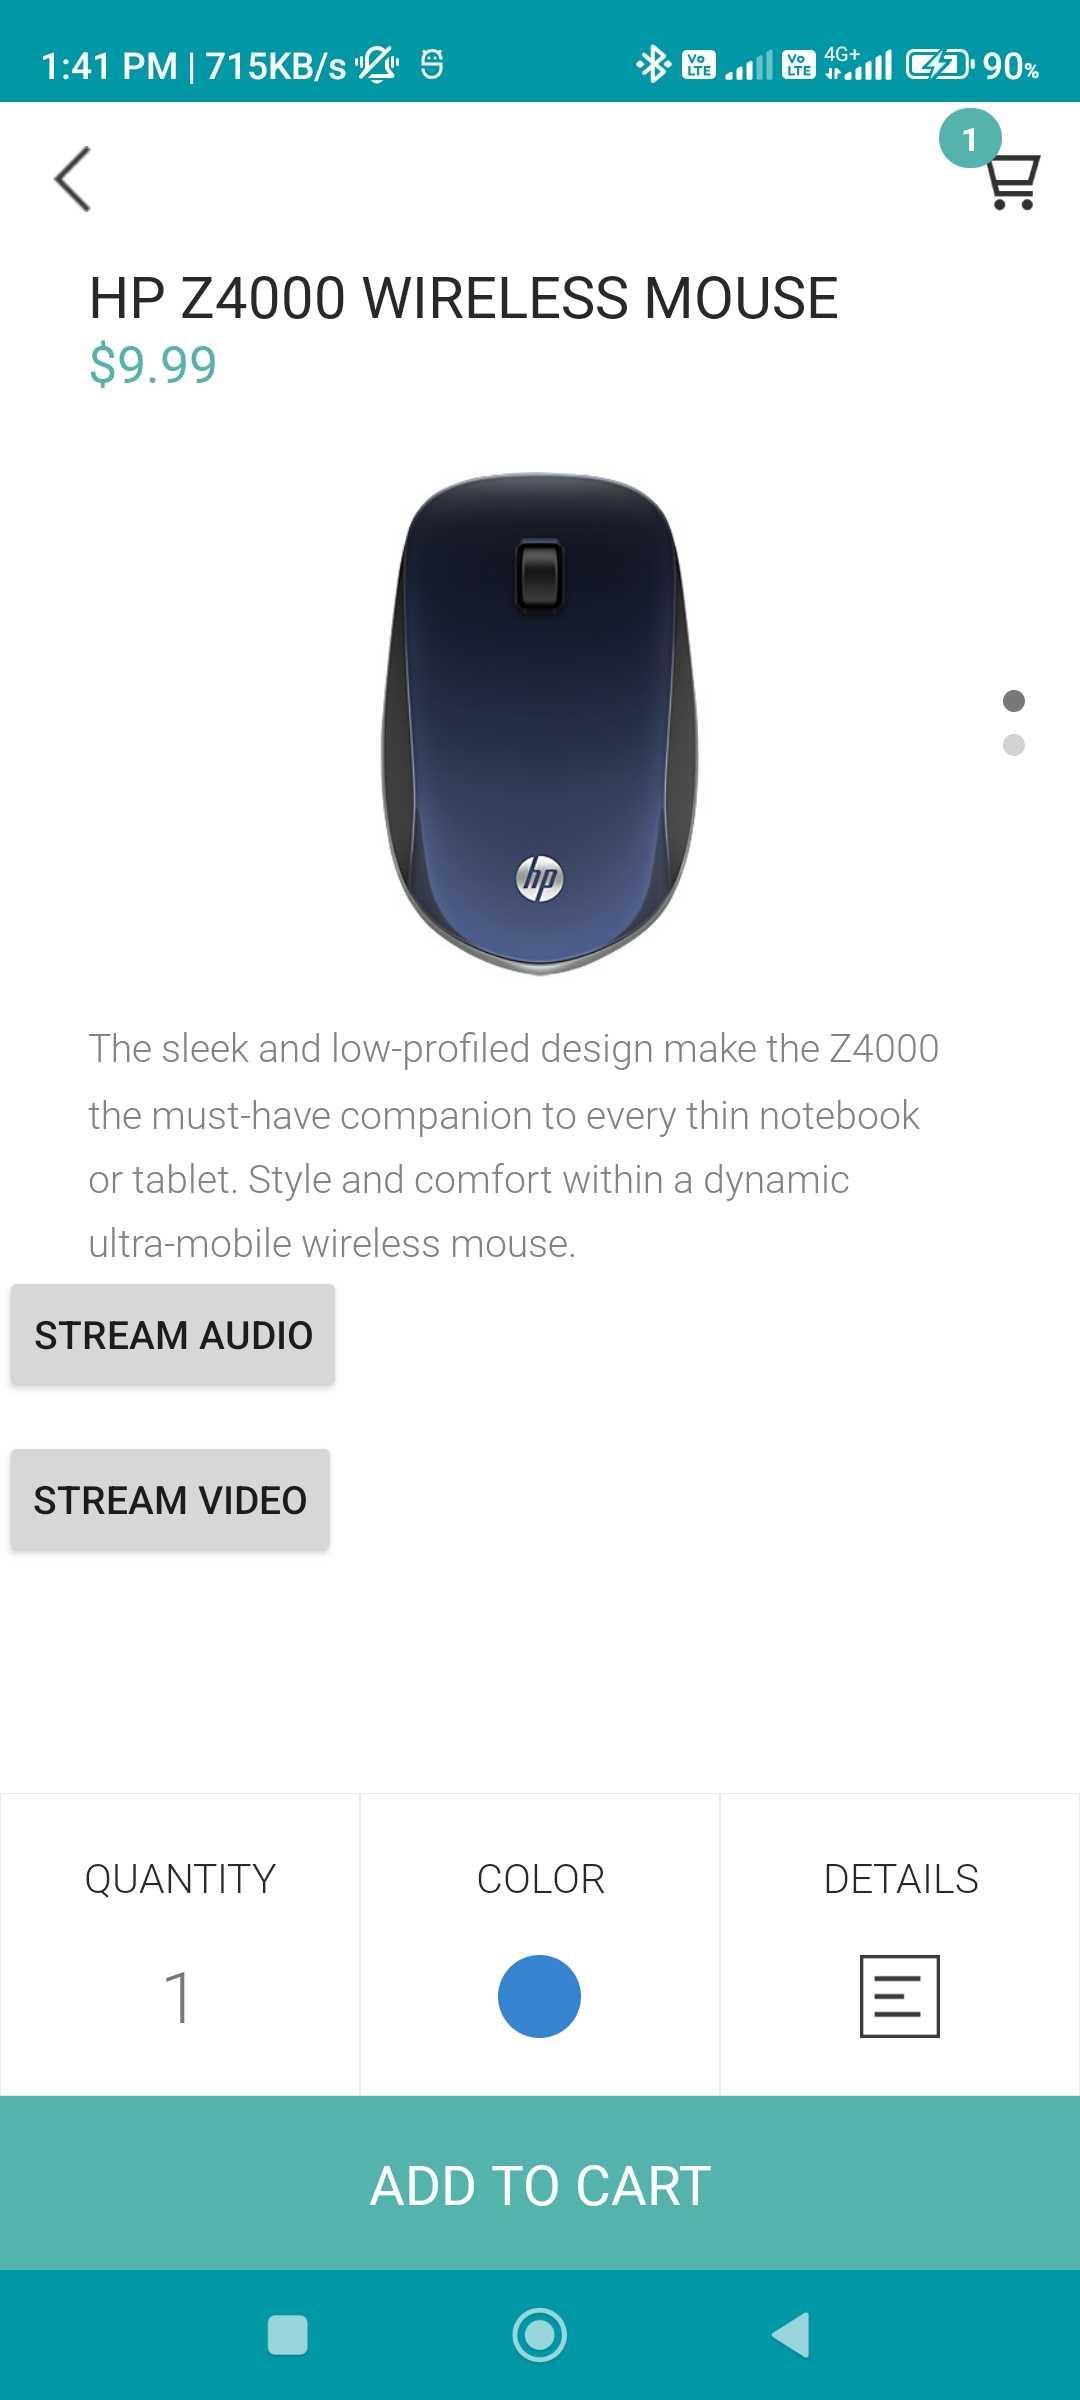 1:41 PM | 715KB/s Vo LTE Vo LTE 4G+ 90%
1
HP Z4000 WIRELESS MOUSE
$9.99
hp
The sleek and low-profiled design make the Z4000
the must-have companion to every thin notebook
or tablet. Style and comfort within a dynamic
ultra-mobile wireless mouse.
STREAM AUDIO
STREAM VIDEO
QUANTITY COLOR DETAILS
1
ADD TO CART